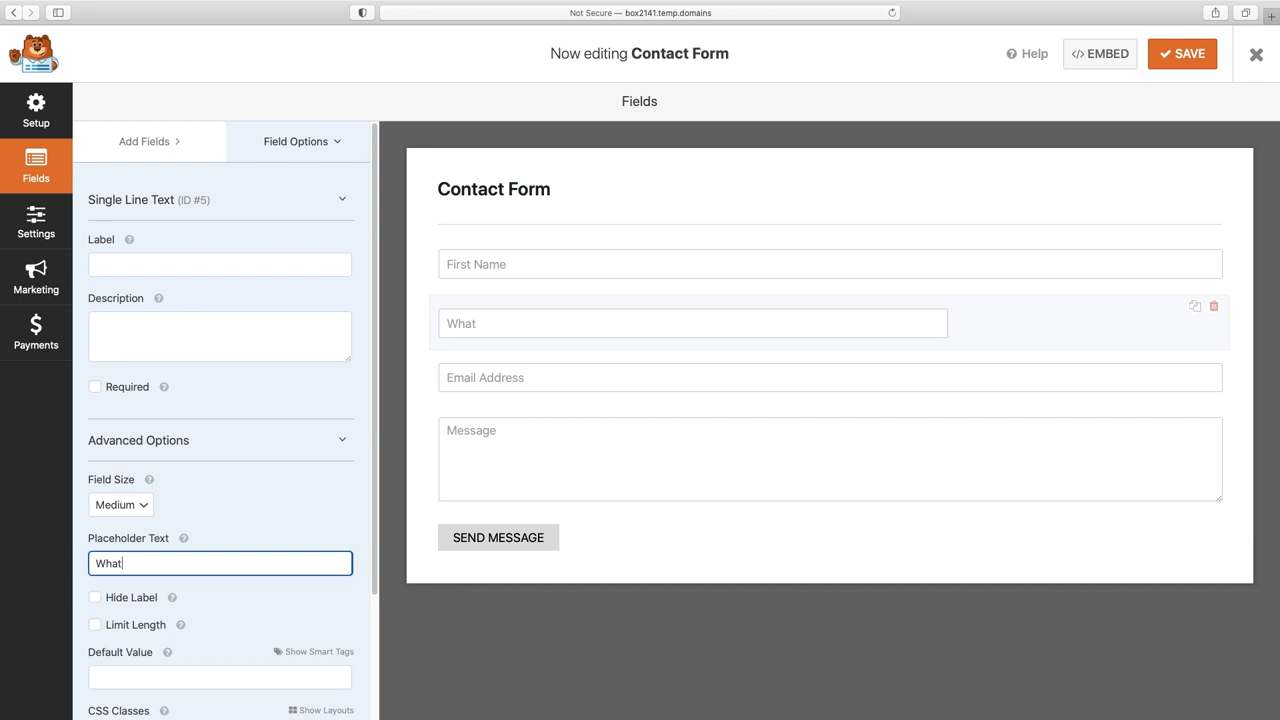 Not Secure — box2141.temp.domains
Now editing Contact Form
Help
</> EMBED
SAVE
Setup
Fields
Settings
Marketing
Payments
Fields
Add Fields
Field Options
Single Line Text (ID #5)
Label
Description
Required
Advanced Options
Field Size
Medium
Placeholder Text
What
Hide Label
Limit Length
Default Value
Show Smart Tags
CSS Classes
Show Layouts
Contact Form
First Name
What
Email Address
Message
SEND MESSAGE